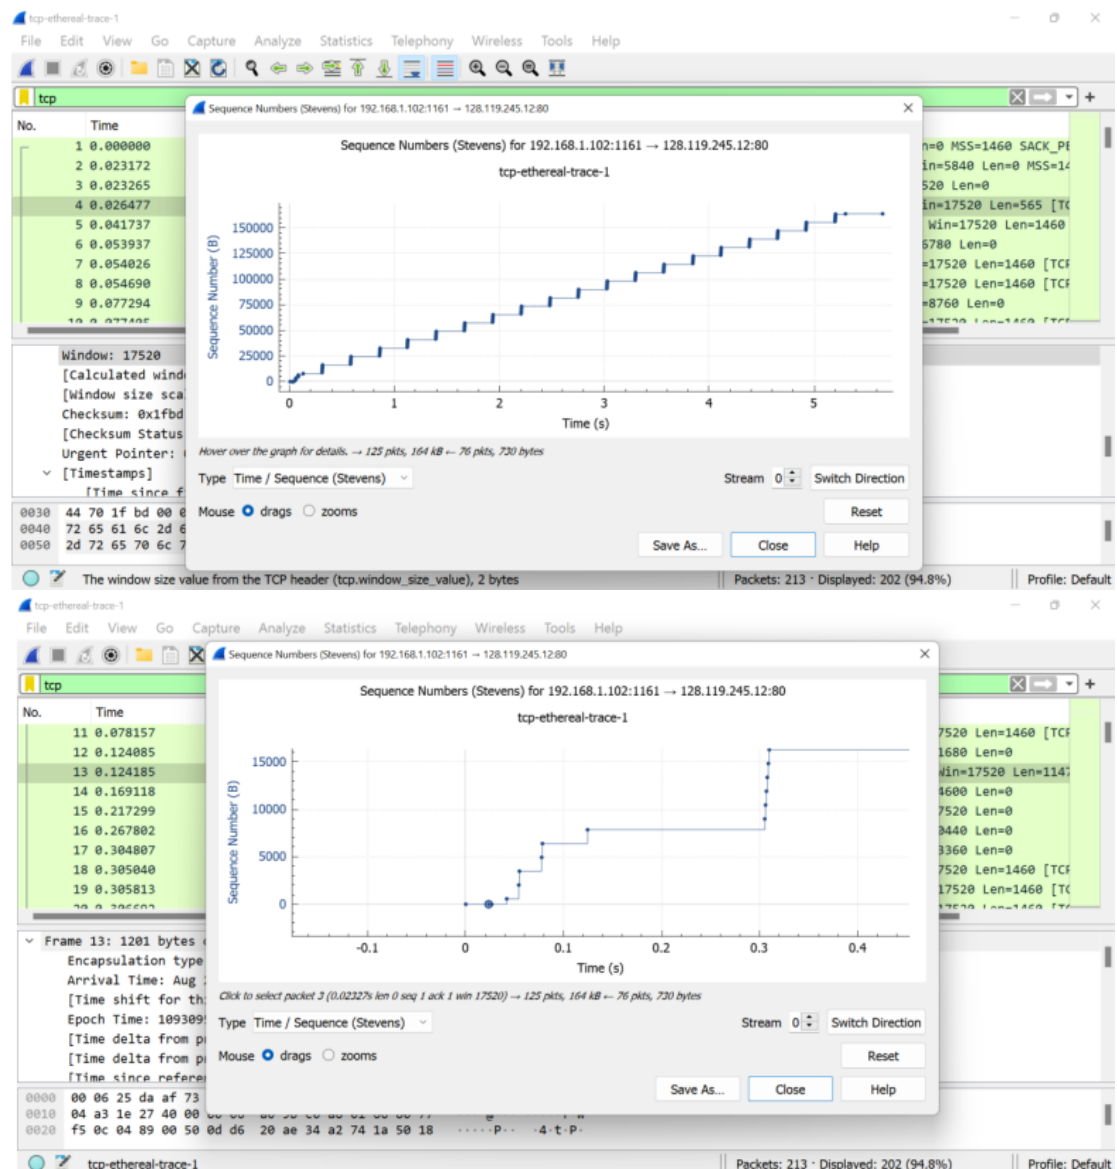 tcp-ethereal-trace-1
File Edit View Go Capture Analyze Statistics Telephony Wireless Tools Help
tcp
Sequence Numbers (Stevens) for 192.168.1.102:1161 → 128.119.245.12:80
No. Time
Sequence Numbers (Stevens) for 192.168.1.102:1161 → 128.119.245.12:80
tcp-ethereal-trace-1
1 0.000000 n=0 MSS=1460 SACK_PE
2 0.023172 in=5840 Len=0 MSS=14
3 0.023265 520 Len=0
4 0.026477 in=17520 Len=565 [TC
5 0.041737 Win=17520 Len=1460
6 0.053937 5780 Len=0
7 0.054026 =17520 Len=1460 [TCP
8 0.054690 =17520 Len=1460 [TCP
9 0.077294 =8760 Len=0
10 0.077405 =17520 Len=1460 [TCP
Sequence Number (B)
150000
125000
100000
75000
50000
25000
0
0 1 2 3 4 5
Time (s)
Window: 17520
[Calculated wind
[Window size sca
Checksum: 0x1fbd
[Checksum Status
Urgent Pointer:
[Timestamps]
[Time since f
Hover over the graph for details. → 125 pkts, 164 kB ← 76 pkts, 730 bytes
Type Time / Sequence (Stevens) Stream 0 Switch Direction
Mouse drags zooms Reset
Save As... Close Help
0030 44 70 1f bd 00 0
0040 72 65 61 6c 2d 6
0050 2d 72 65 70 6c 7
The window size value from the TCP header (tcp.window_size_value), 2 bytes Packets: 213 · Displayed: 202 (94.8%) Profile: Default
tcp-ethereal-trace-1
File Edit View Go Capture Analyze Statistics Telephony Wireless Tools Help
Sequence Numbers (Stevens) for 192.168.1.102:1161 → 128.119.245.12:80
tcp
Sequence Numbers (Stevens) for 192.168.1.102:1161 → 128.119.245.12:80
No. Time
tcp-ethereal-trace-1
11 0.078157 7520 Len=1460 [TCP
12 0.124085 1680 Len=0
13 0.124185 Win=17520 Len=1147
14 0.169118 4600 Len=0
15 0.217299 7520 Len=0
16 0.267802 0440 Len=0
17 0.304807 3360 Len=0
18 0.305040 7520 Len=1460 [TCP
19 0.305813 17520 Len=1460 [TC
20 0.306692 17520 Len=1460 [TC
Sequence Number (B)
15000
10000
5000
0
-0.1 0 0.1 0.2 0.3 0.4
Time (s)
Frame 13: 1201 bytes
Encapsulation type
Arrival Time: Aug
[Time shift for th
Epoch Time: 109309
[Time delta from p
[Time delta from p
[Time since refere
Click to select packet 3 (0.02327s len 0 seq 1 ack 1 win 17520) → 125 pkts, 164 kB ← 76 pkts, 730 bytes
Type Time / Sequence (Stevens) Stream 0 Switch Direction
Mouse drags zooms Reset
Save As... Close Help
0000 00 06 25 da af 73
0010 04 a3 1e 27 40 00
0020 f5 0c 04 89 00 50 0d d6 20 ae 34 a2 74 1a 50 18 ·····P·· ·4·t·P·
tcp-ethereal-trace-1 Packets: 213 · Displayed: 202 (94.8%) Profile: Default